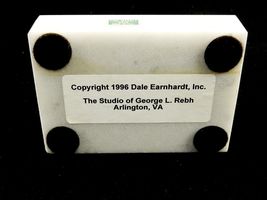 Copyright 1996 Dale Earnhardt, Inc.
The Studio of George L. Rebh
Arlington, VA